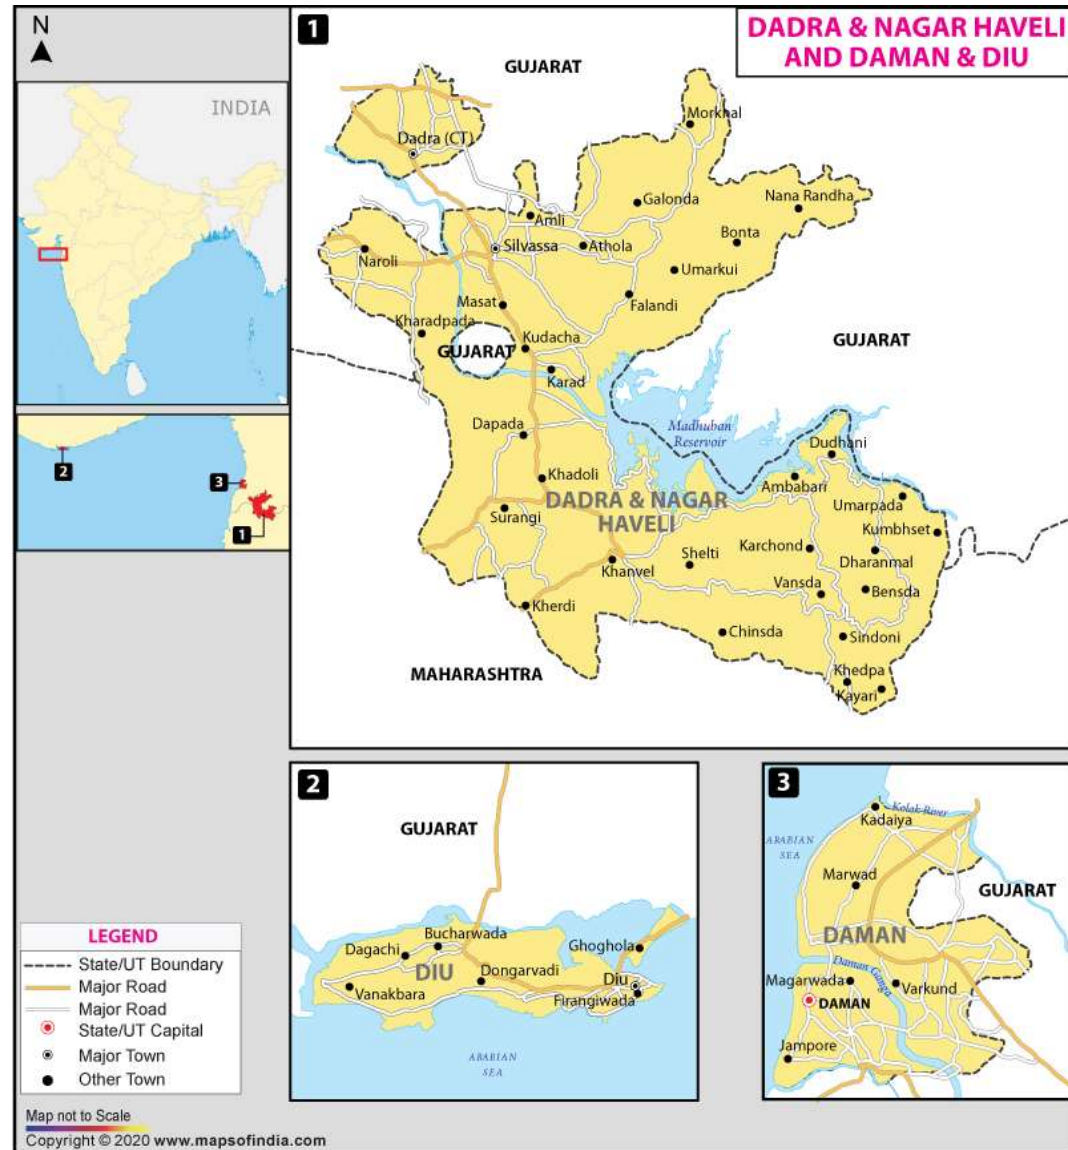 N
INDIA
2
3
1
1
DADRA & NAGAR HAVELI
AND DAMAN & DIU
GUJARAT
Morkhal
Dadra (CT)
Galonda
Nana Randha
Amli
Bonta
Silvassa
Athola
Naroli
Umarkui
Masat
Falandi
Kharadpada
Kudacha
GUJARAT
GUJARAT
Karad
Madhuban
Reservoir
Dapada
Dudhani
Khadoli
Ambabari
DADRA & NAGAR
HAVELI
Umarpada
Surangi
Kumbhset
Shelti
Karchond
Dharanmal
Khanvel
Vansda
Bensda
Kherdi
Chinsda
Sindoni
MAHARASHTRA
Khedpa
Kayari
2
GUJARAT
Bucharwada
Dagachi
Ghoghola
DIU
Dongarvadi
Diu
Vanakbara
Firangiwada
ABABIAN
SEA
3
Kolak River
Kadaiya
ARABIAN
SEA
Marwad
GUJARAT
DAMAN
Daman Ganga
Magarwada
Varkund
DAMAN
Jampore
LEGEND
State/UT Boundary
Major Road
Major Road
State/UT Capital
Major Town
Other Town
Map not to Scale
Copyright © 2020 www.mapsofindia.com